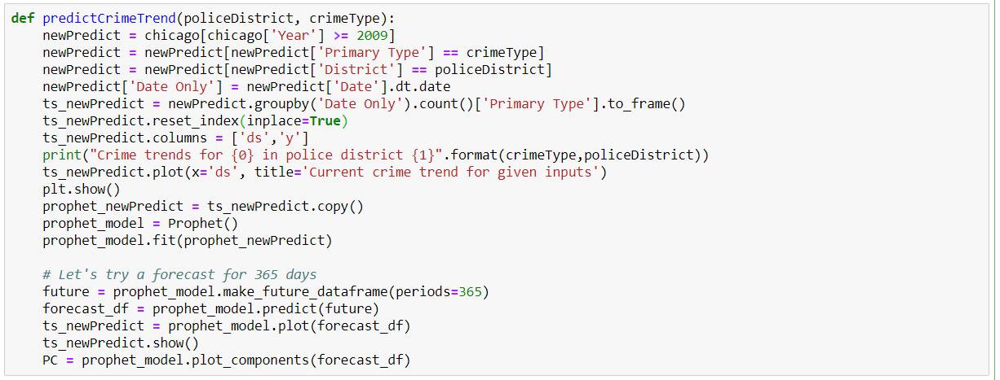 def predictCrimeTrend(policeDistrict, crimeType):
    newPredict = chicago[chicago['Year'] >= 2009]
    newPredict = newPredict[newPredict['Primary Type'] == crimeType]
    newPredict = newPredict[newPredict['District'] == policeDistrict]
    newPredict['Date Only'] = newPredict['Date'].dt.date
    ts_newPredict = newPredict.groupby('Date Only').count()['Primary Type'].to_frame()
    ts_newPredict.reset_index(inplace=True)
    ts_newPredict.columns = ['ds','y']
    print("Crime trends for {0} in police district {1}".format(crimeType,policeDistrict))
    ts_newPredict.plot(x='ds', title='Current crime trend for given inputs')
    plt.show()
    prophet_newPredict = ts_newPredict.copy()
    prophet_model = Prophet()
    prophet_model.fit(prophet_newPredict)

    # Let's try a forecast for 365 days
    future = prophet_model.make_future_dataframe(periods=365)
    forecast_df = prophet_model.predict(future)
    ts_newPredict = prophet_model.plot(forecast_df)
    ts_newPredict.show()
    PC = prophet_model.plot_components(forecast_df)